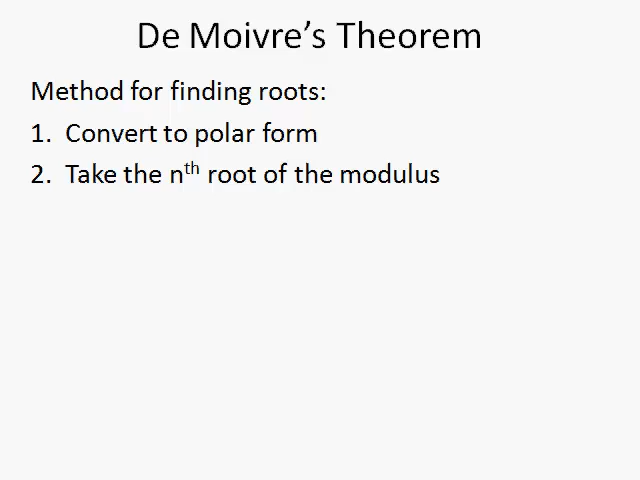 De Moivre's Theorem
Method for finding roots:
1. Convert to polar form
2. Take the nth root of the modulus